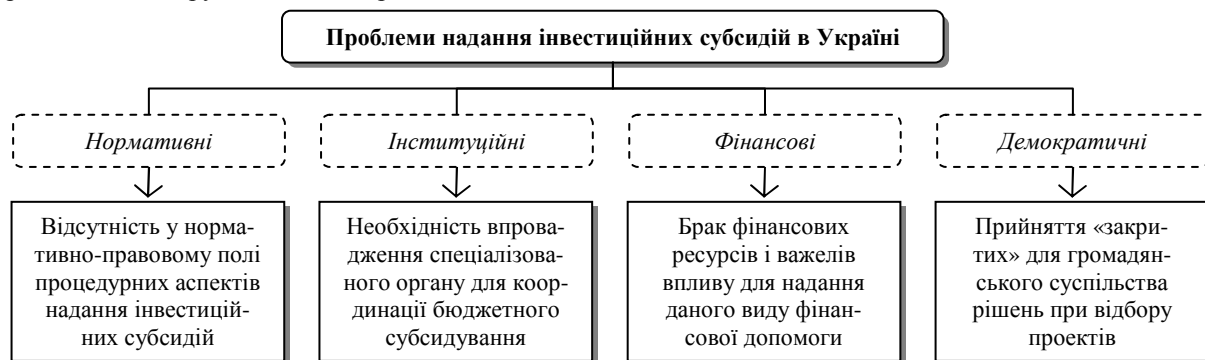 Проблеми надання інвестиційних субсидій в Україні
Нормативні
Інституційні
Фінансові
Демократичні
Відсутність у норма-
тивно-правовому полі
процедурних аспектів
надання інвестицій-
них субсидій
Необхідність впрова-
дження спеціалізова-
ного органу для коор-
динації бюджетного
субсидування
Брак фінансових
ресурсів і важелів
впливу для надання
даного виду фінан-
сової допомоги
Прийняття «закри-
тих» для громадян-
ського суспільства
рішень при відбору
проектів